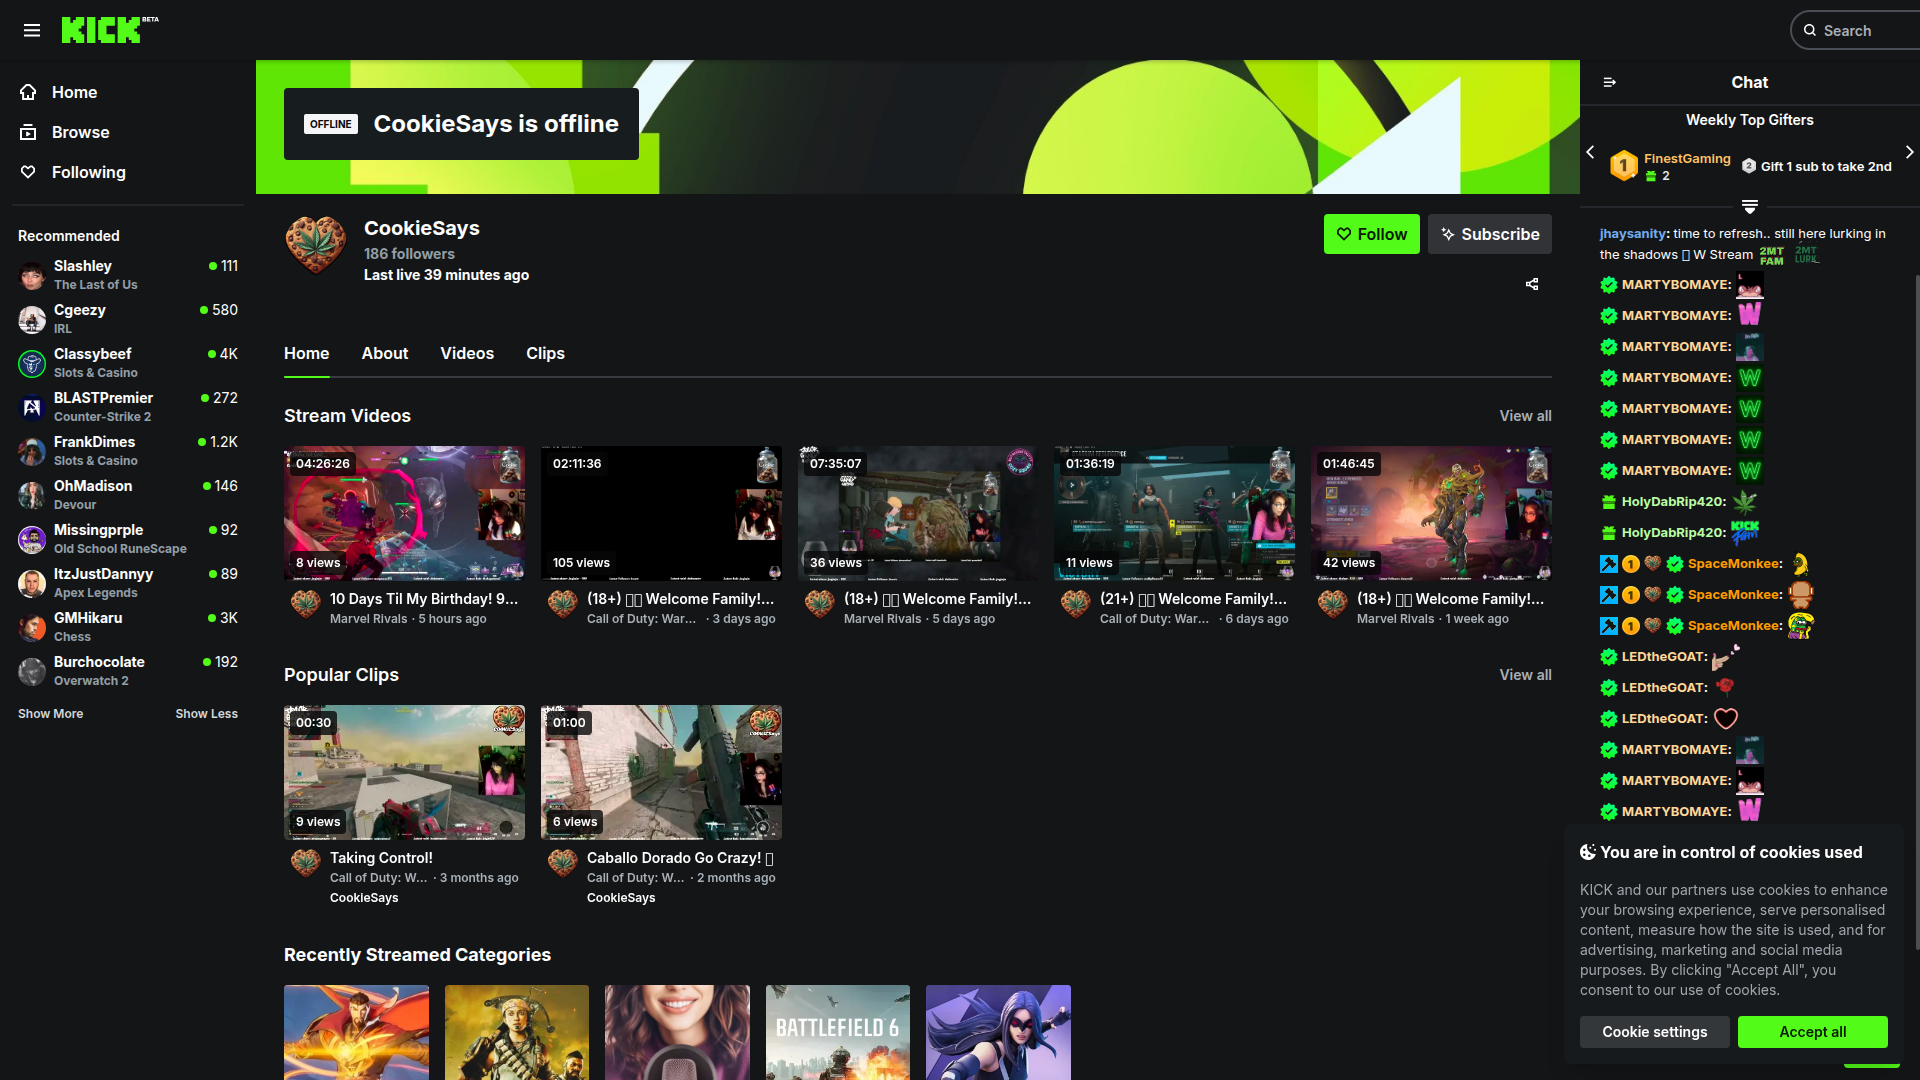 KICK BETA
Search
Home
Browse
Following
Recommended
Slashley 111
The Last of Us
Cgeezy 580
IRL
Classybeef 4K
Slots & Casino
BLASTPremier 272
Counter-Strike 2
FrankDimes 1.2K
Slots & Casino
OhMadison 146
Devour
Missingprple 92
Old School RuneScape
ItzJustDannyy 89
Apex Legends
GMHikaru 3K
Chess
Burchocolate 192
Overwatch 2
Show More Show Less
OFFLINE CookieSays is offline
CookieSays
186 followers
Last live 39 minutes ago
Follow Subscribe
Home About Videos Clips
Stream Videos View all
04:26:26
8 views
10 Days Til My Birthday! 9...
Marvel Rivals · 5 hours ago
02:11:36
105 views
(18+) Welcome Family!...
Call of Duty: War... · 3 days ago
07:35:07
36 views
(18+) Welcome Family!...
Marvel Rivals · 5 days ago
01:36:19
11 views
(21+) Welcome Family!...
Call of Duty: War... · 6 days ago
01:46:45
42 views
(18+) Welcome Family!...
Marvel Rivals · 1 week ago
Popular Clips View all
00:30
9 views
Taking Control!
Call of Duty: W... · 3 months ago
CookieSays
01:00
6 views
Caballo Dorado Go Crazy!
Call of Duty: W... · 2 months ago
CookieSays
Recently Streamed Categories
BATTLEFIELD 6
Chat
Weekly Top Gifters
1 FinestGaming
2
2 Gift 1 sub to take 2nd
jhaysanity: time to refresh.. still here lurking in
the shadows W Stream 2MT FAM 2MT LURK
MARTYBOMAYE:
MARTYBOMAYE: W
MARTYBOMAYE:
MARTYBOMAYE: W
MARTYBOMAYE: W
MARTYBOMAYE: W
MARTYBOMAYE: W
HolyDabRip420:
HolyDabRip420: KICK Fam
1 SpaceMonkee:
1 SpaceMonkee:
1 SpaceMonkee:
LEDtheGOAT:
LEDtheGOAT:
LEDtheGOAT:
MARTYBOMAYE:
MARTYBOMAYE:
MARTYBOMAYE: W
You are in control of cookies used
KICK and our partners use cookies to enhance
your browsing experience, serve personalised
content, measure how the site is used, and for
advertising, marketing and social media
purposes. By clicking "Accept All", you
consent to our use of cookies.
Cookie settings Accept all